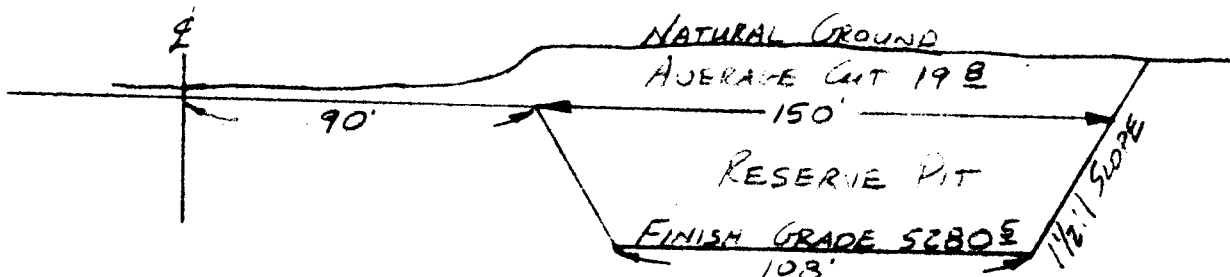 ℄
NATURAL GROUND
AVERAGE CUT 19 8
90'
150'
RESERVE PIT
1½:1 SLOPE
FINISH GRADE 5280 5
108'